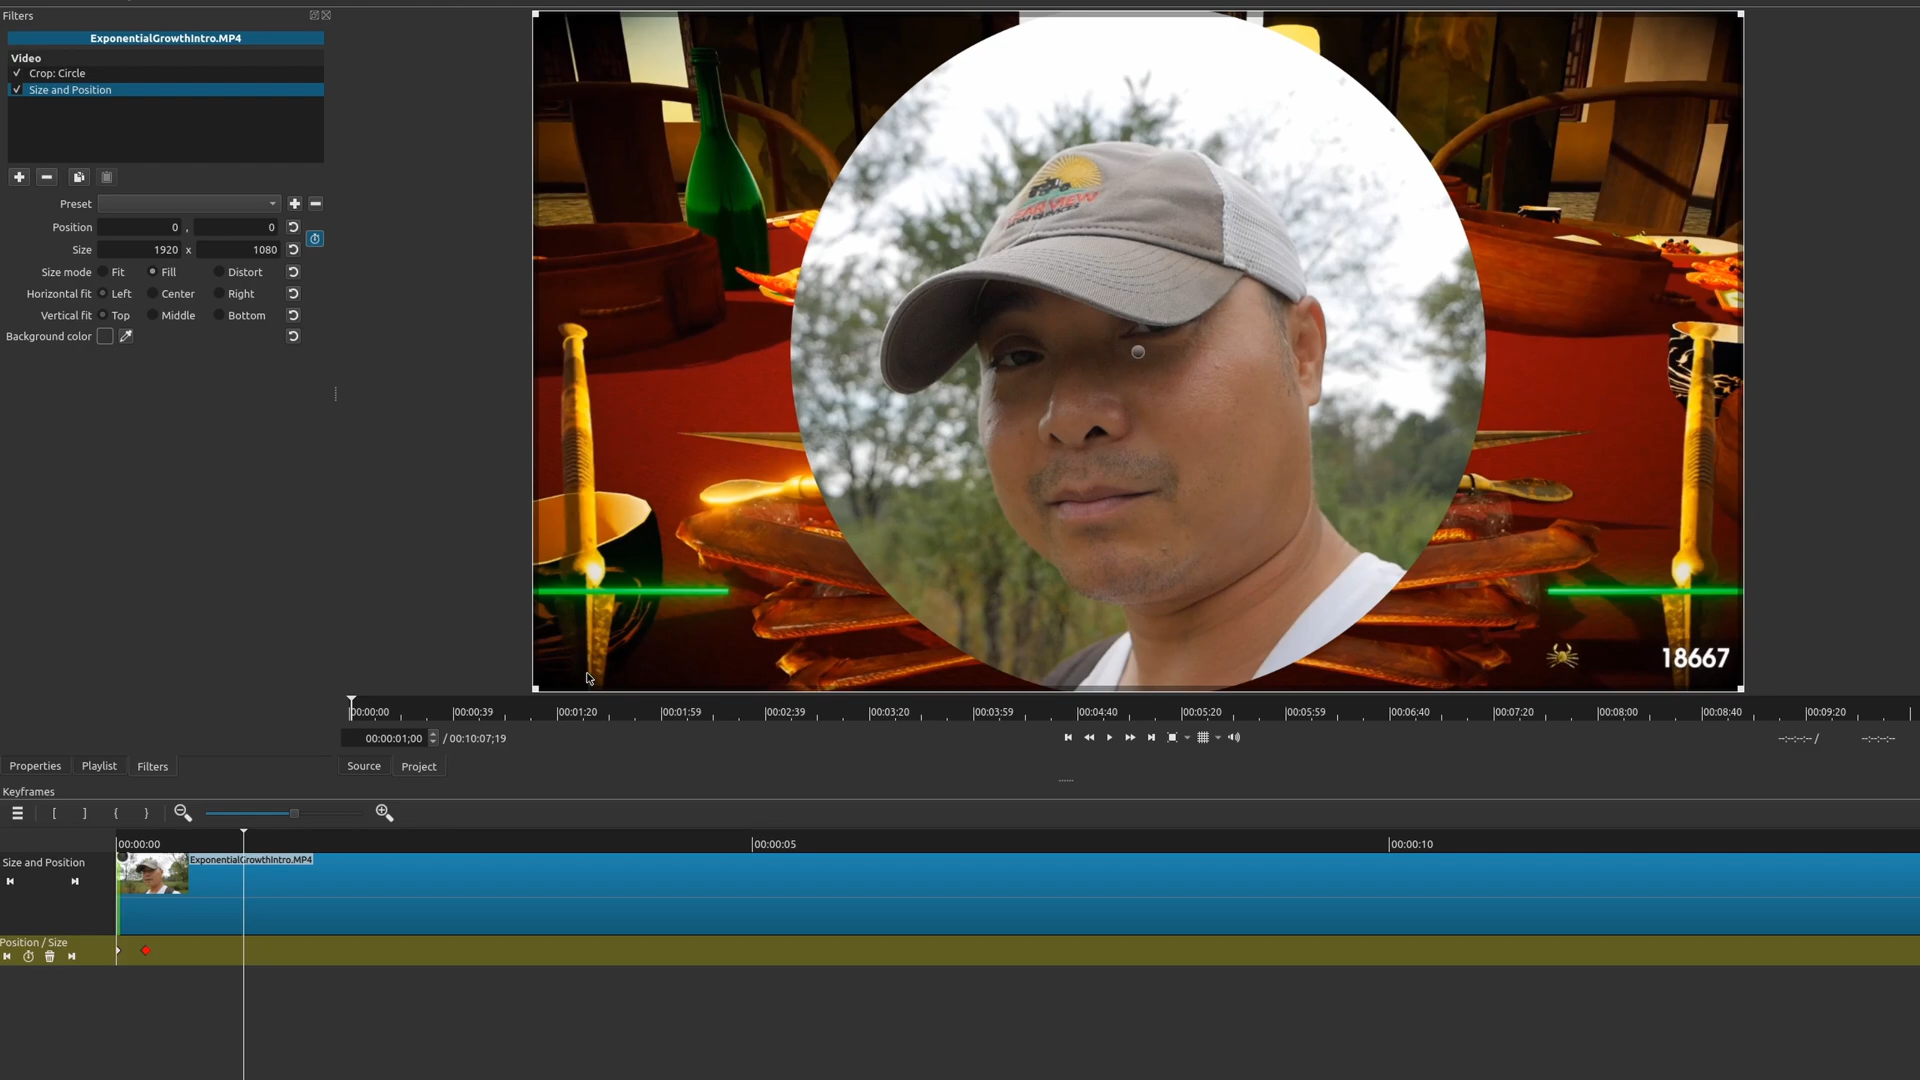 Filters
ExponentialGrowthIntro.MP4
Video
Crop: Circle
Size and Position
Preset
Position 0 , 0
Size 1920 x 1080
Size mode Fit Fill Distort
Horizontal fit Left Center Right
Vertical fit Top Middle Bottom
Background color
18667
00:00:00 00:00:39 00:01:20 00:01:59 00:02:39 00:03:20 00:03:59 00:04:40 00:05:20 00:05:59 00:06:40 00:07:20 00:08:00 00:08:40 00:09:20
00:00:01;00 / 00:10:07;19 --:--:--:-- / --:--:--:--
Properties Playlist Filters Source Project
Keyframes
[ ] { }
00:00:00 00:00:05 00:00:10
Size and Position
ExponentialGrowthIntro.MP4
Position / Size